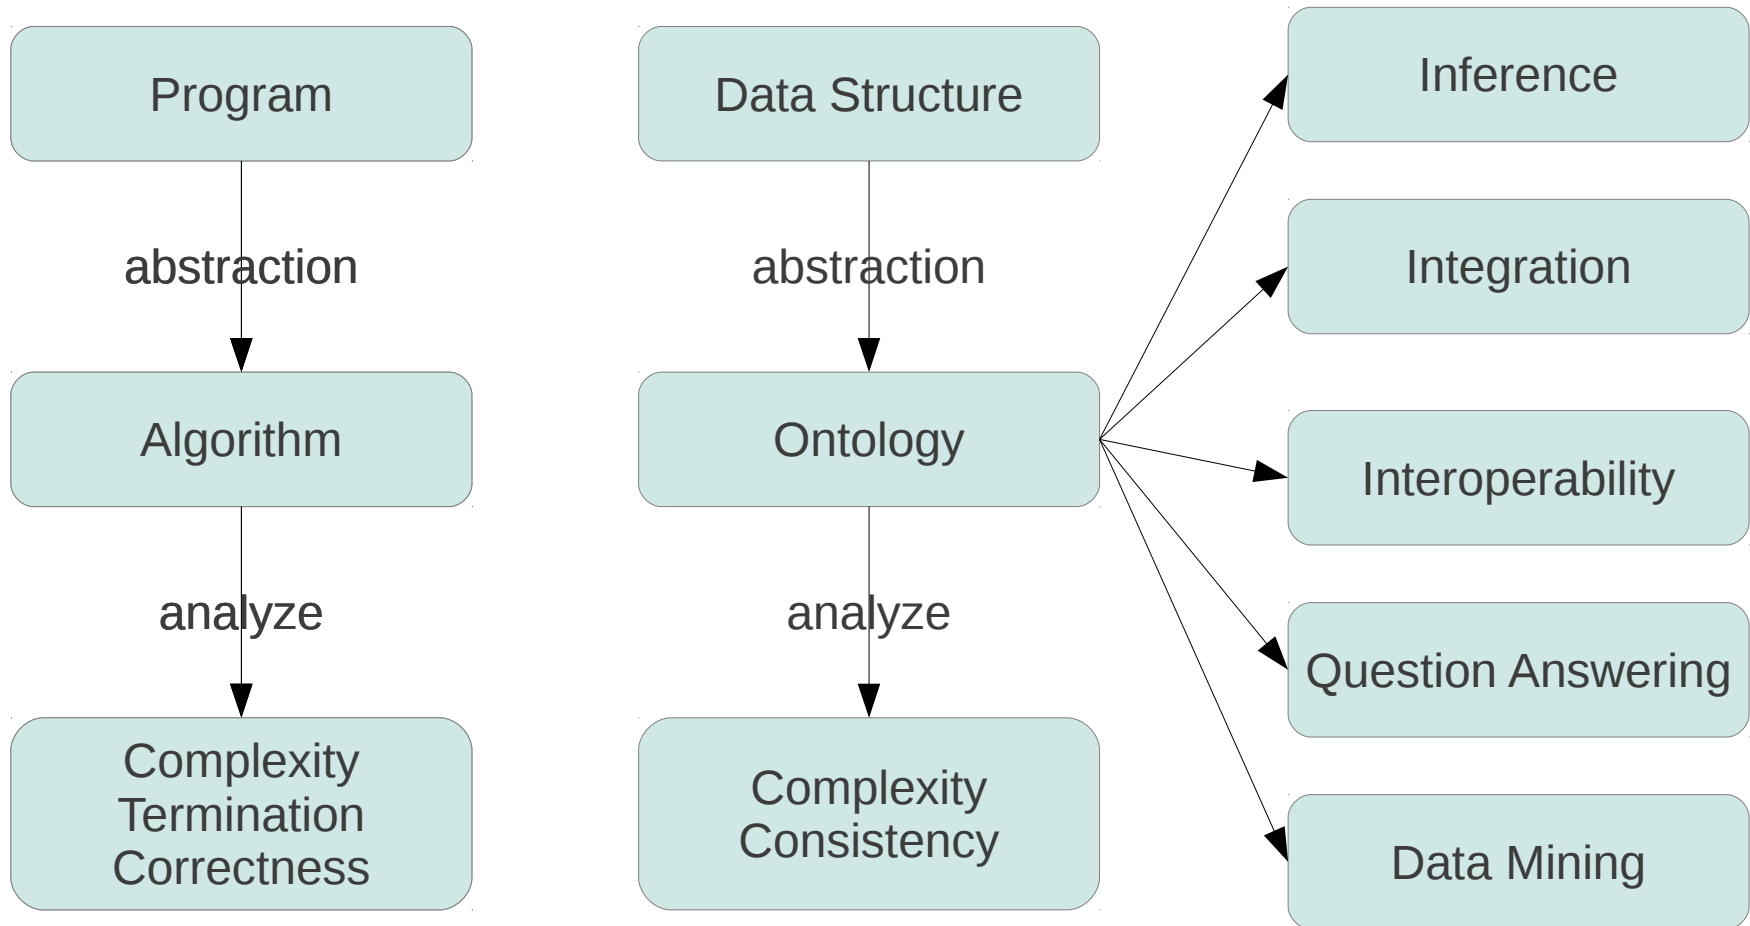 Program
abstraction
Algorithm
analyze
Complexity
Termination
Correctness
Data Structure
abstraction
Ontology
analyze
Complexity
Consistency
Inference
Integration
Interoperability
Question Answering
Data Mining